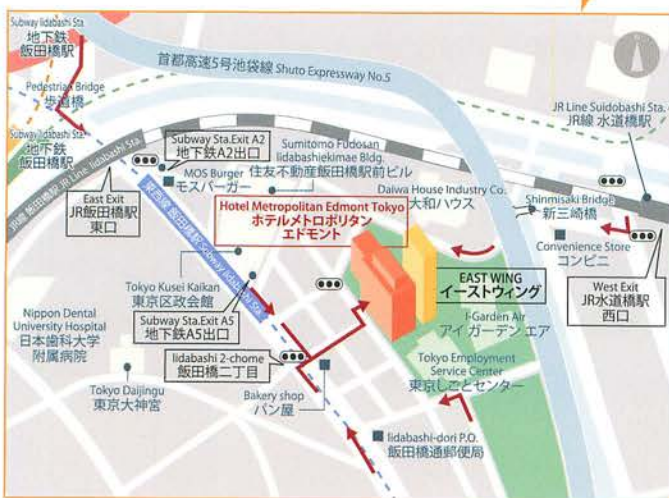 Subway Iidabashi Sta.
地下鉄
飯田橋駅
首都高速5号池袋線 Shuto Expressway No.5
N
Pedestrian Bridge
歩道橋
JR Line Suidobashi Sta.
JR線 水道橋駅
Subway Iidabashi Sta.
地下鉄
飯田橋駅
JR線 飯田橋駅 JR Line Iidabashi Sta.
Subway Sta.Exit A2
地下鉄A2出口
Sumitomo Fudosan
Iidabashiekimae Bldg.
住友不動産飯田橋駅前ビル
MOS Burger
モスバーガー
East Exit
JR飯田橋駅
東口
Daiwa House Industry Co.
大和ハウス
Shinmisaki Bridge
新三崎橋
Hotel Metropolitan Edmont Tokyo
ホテルメトロポリタン
エドモント
東西線 飯田橋駅 Subway Iidabashi Sta.
Convenience Store
コンビニ
Tokyo Kusei Kaikan
東京区政会館
EAST WING
イーストウィング
West Exit
JR水道橋駅
西口
Nippon Dental
University Hospital
日本歯科大学
附属病院
Subway Sta.Exit A5
地下鉄A5出口
I-Garden Air
アイ ガーデン エア
Iidabashi 2-chome
飯田橋二丁目
Tokyo Employment
Service Center
東京しごとセンター
Tokyo Daijingu
東京大神宮
Bakery shop
パン屋
Iidabashi-dori P.O.
飯田橋通郵便局